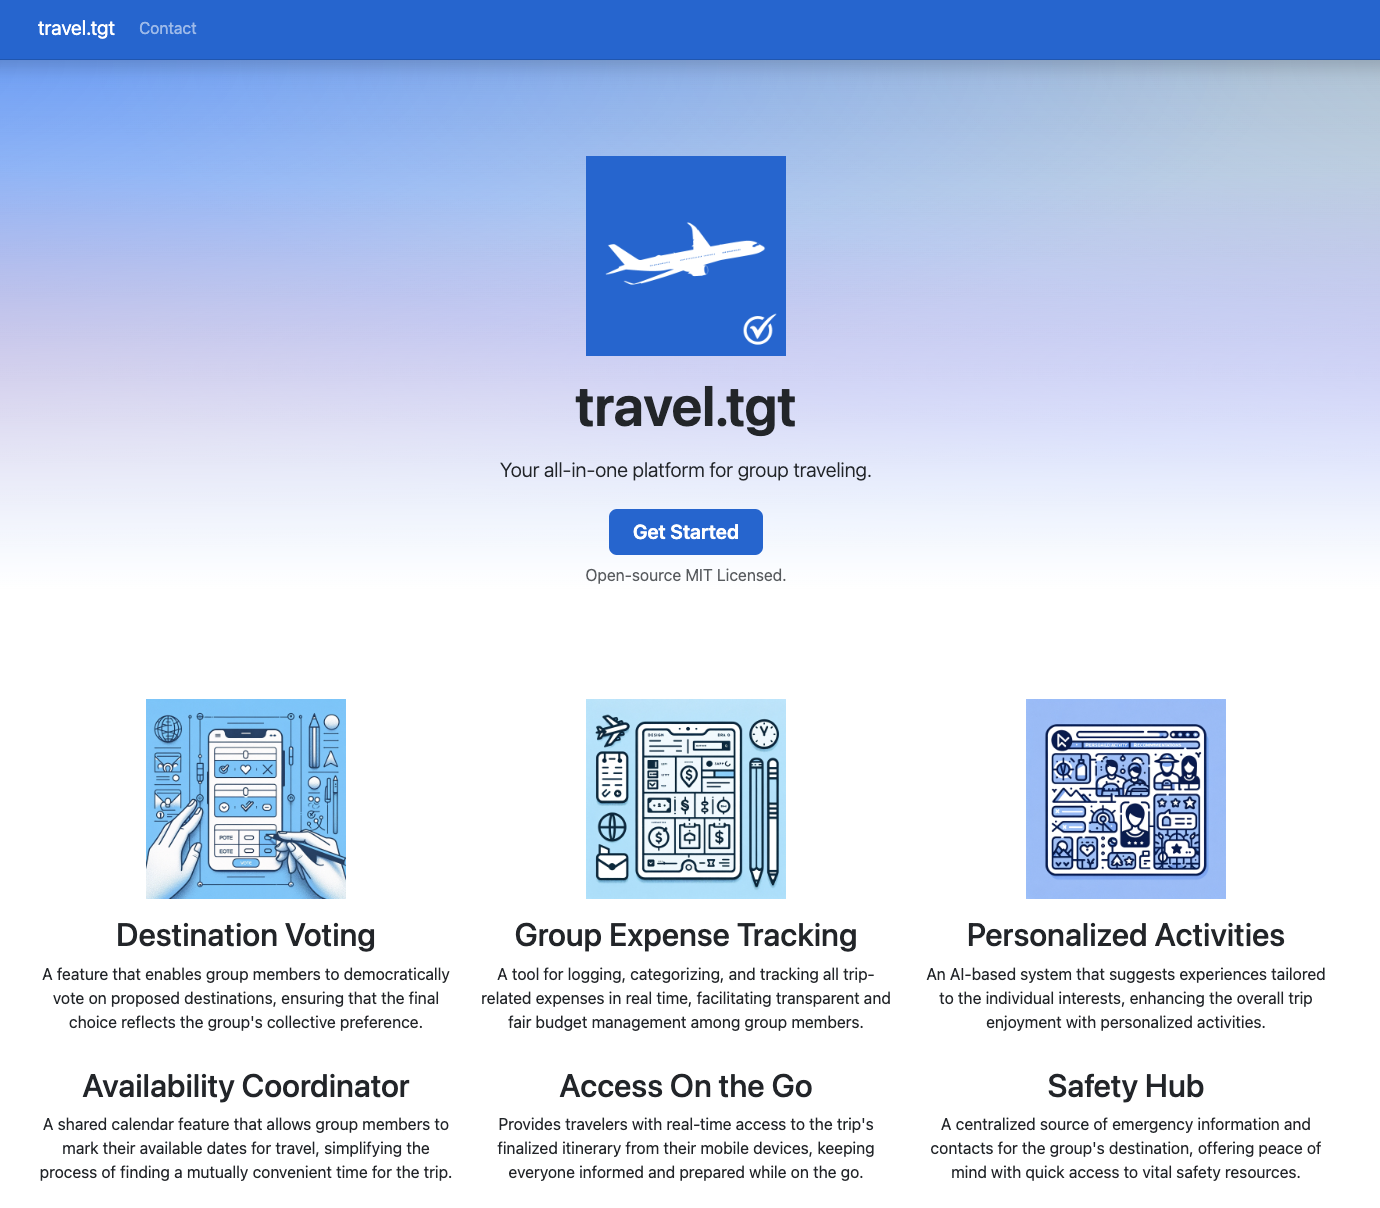 travel.tgt
Contact
travel.tgt
Your all-in-one platform for group traveling.
Get Started
Open-source MIT Licensed.
POTE
EOTE
VOTE
DESIGN
Destination Voting
A feature that enables group members to democratically
vote on proposed destinations, ensuring that the final
choice reflects the group's collective preference.
Group Expense Tracking
A tool for logging, categorizing, and tracking all trip-
related expenses in real time, facilitating transparent and
fair budget management among group members.
Personalized Activities
An AI-based system that suggests experiences tailored
to the individual interests, enhancing the overall trip
enjoyment with personalized activities.
Availability Coordinator
A shared calendar feature that allows group members to
mark their available dates for travel, simplifying the
process of finding a mutually convenient time for the trip.
Access On the Go
Provides travelers with real-time access to the trip's
finalized itinerary from their mobile devices, keeping
everyone informed and prepared while on the go.
Safety Hub
A centralized source of emergency information and
contacts for the group's destination, offering peace of
mind with quick access to vital safety resources.